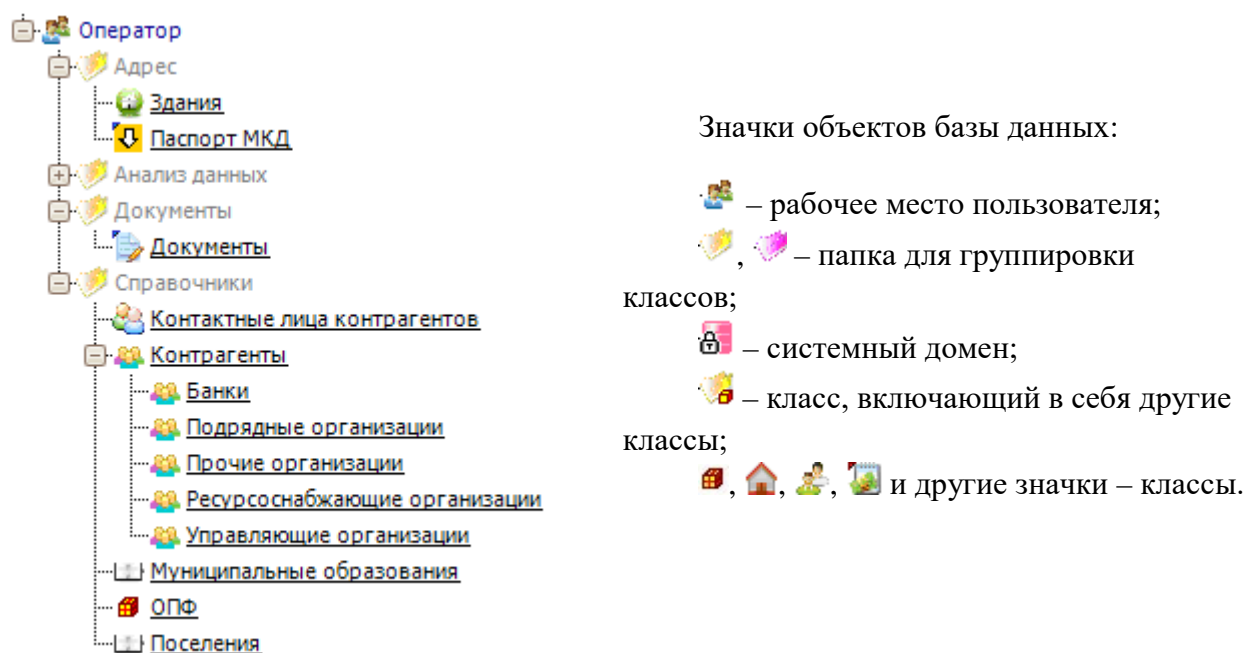 Оператор
Адрес
Здания
Паспорт МКД
Анализ данных
Документы
Документы
Справочники
Контактные лица контрагентов
Контрагенты
Банки
Подрядные организации
Прочие организации
Ресурсоснабжающие организации
Управляющие организации
Муниципальные образования
ОПФ
Поселения
Значки объектов базы данных:
– рабочее место пользователя;
, – папка для группировки
классов;
– системный домен;
– класс, включающий в себя другие
классы;
, , , и другие значки – классы.